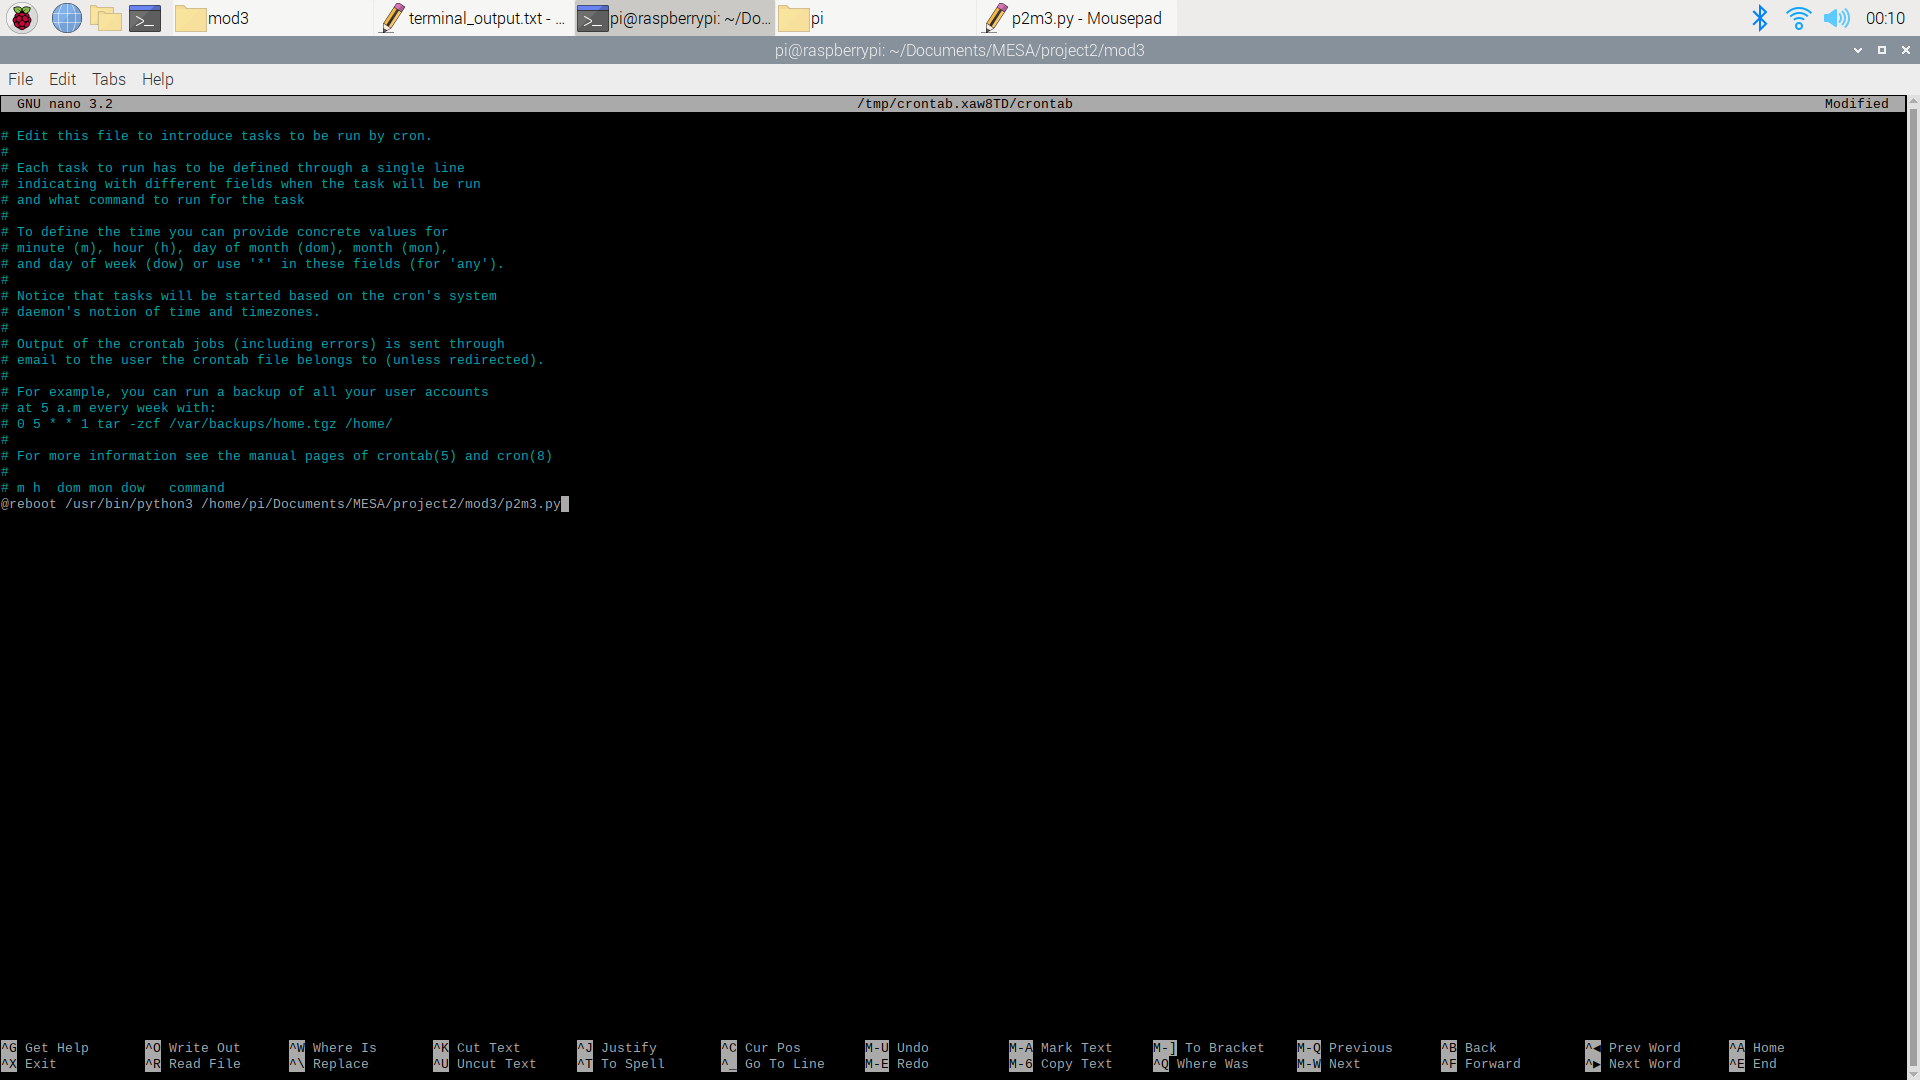 mod3
terminal_output.txt - ...
pi@raspberrypi: ~/Do...
pi
p2m3.py - Mousepad
00:10
pi@raspberrypi: ~/Documents/MESA/project2/mod3
File Edit Tabs Help
GNU nano 3.2 /tmp/crontab.xaw8TD/crontab Modified
# Edit this file to introduce tasks to be run by cron.
#
# Each task to run has to be defined through a single line
# indicating with different fields when the task will be run
# and what command to run for the task
#
# To define the time you can provide concrete values for
# minute (m), hour (h), day of month (dom), month (mon),
# and day of week (dow) or use '*' in these fields (for 'any').
#
# Notice that tasks will be started based on the cron's system
# daemon's notion of time and timezones.
#
# Output of the crontab jobs (including errors) is sent through
# email to the user the crontab file belongs to (unless redirected).
#
# For example, you can run a backup of all your user accounts
# at 5 a.m every week with:
# 0 5 * * 1 tar -zcf /var/backups/home.tgz /home/
#
# For more information see the manual pages of crontab(5) and cron(8)
#
# m h  dom mon dow   command
@reboot /usr/bin/python3 /home/pi/Documents/MESA/project2/mod3/p2m3.py
^G Get Help ^O Write Out ^W Where Is ^K Cut Text ^J Justify ^C Cur Pos M-U Undo M-A Mark Text M-] To Bracket M-Q Previous ^B Back ^◀ Prev Word ^A Home
^X Exit ^R Read File ^\ Replace ^U Uncut Text ^T To Spell ^_ Go To Line M-E Redo M-6 Copy Text ^Q Where Was M-W Next ^F Forward ^▶ Next Word ^E End